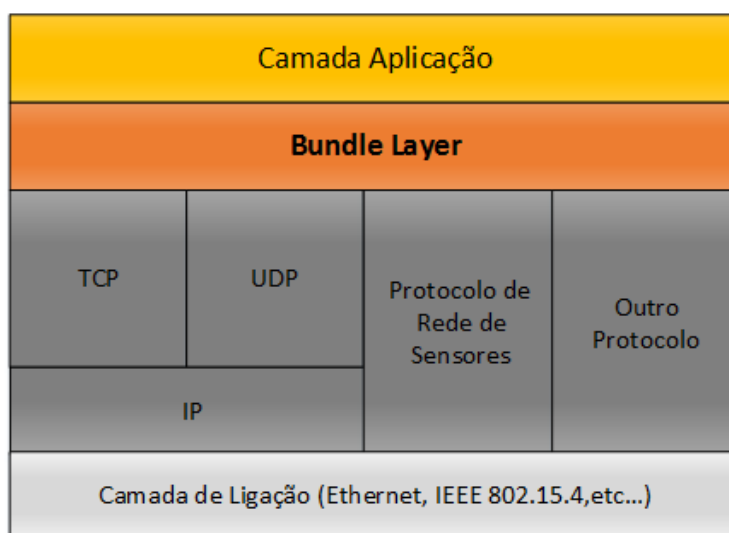 Camada Aplicação
Bundle Layer
TCP
UDP
Protocolo de
Rede de
Sensores
Outro
Protocolo
IP
Camada de Ligação (Ethernet, IEEE 802.15.4,etc...)